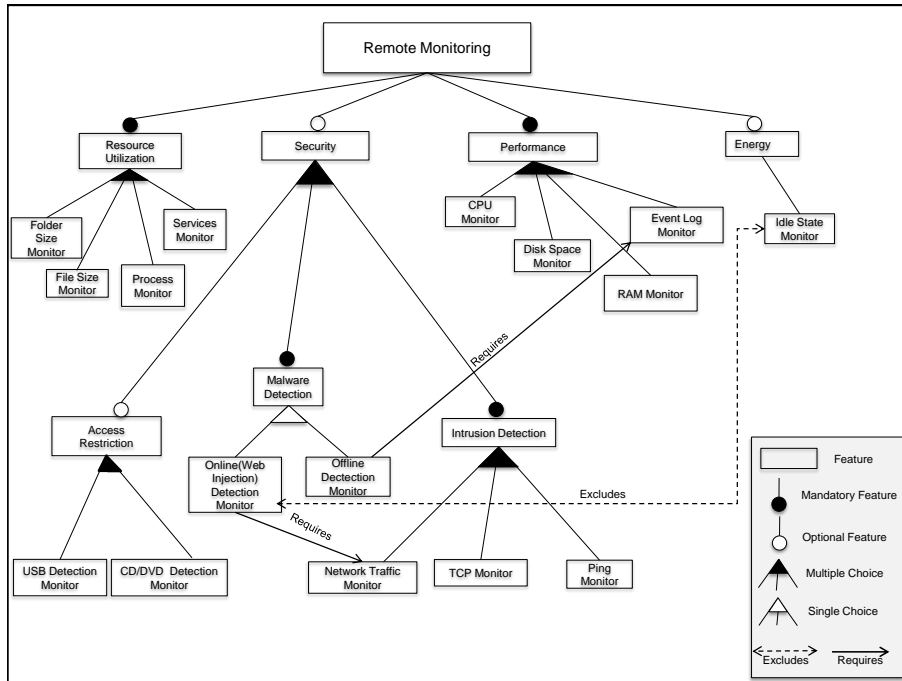 Remote Monitoring
Resource
Utilization
Security
Performance
Energy
Folder
Size
Monitor
File Size
Monitor
Process
Monitor
Services
Monitor
CPU
Monitor
Disk Space
Monitor
RAM Monitor
Event Log
Monitor
Idle State
Monitor
Requires
Malware
Detection
Access
Restriction
Intrusion Detection
Online(Web
Injection)
Detection
Monitor
Offline
Dectection
Monitor
Excludes
Requires
USB Detection
Monitor
CD/DVD Detection
Monitor
Network Traffic
Monitor
TCP Monitor
Ping
Monitor
Feature
Mandatory Feature
Optional Feature
Multiple Choice
Single Choice
Excludes
Requires